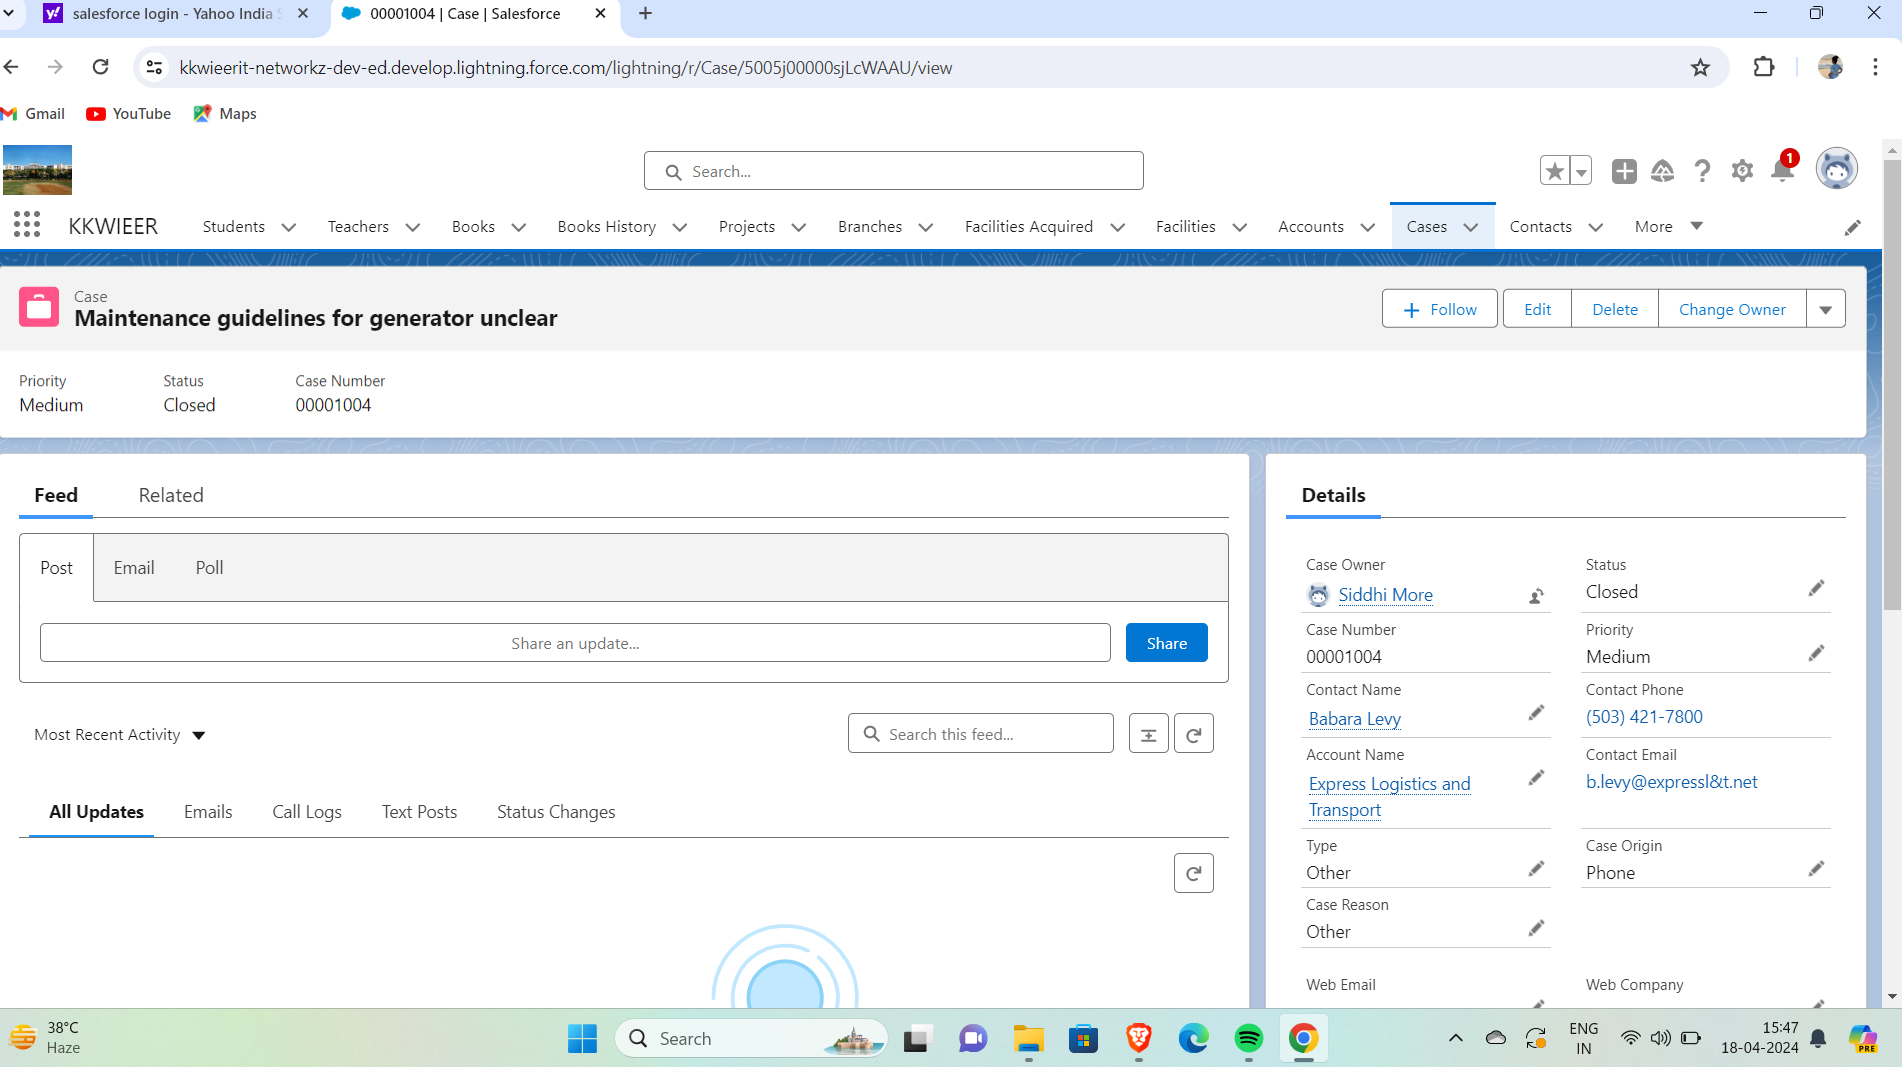 salesforce login - Yahoo India S
00001004 | Case | Salesforce
kkwieerit-networkz-dev-ed.develop.lightning.force.com/lightning/r/Case/5005j00000sjLcWAAU/view
Gmail YouTube Maps
Search...
1
KKWIEER Students Teachers Books Books History Projects Branches Facilities Acquired Facilities Accounts Cases Contacts More
Case
Maintenance guidelines for generator unclear
Follow Edit Delete Change Owner
Priority Status Case Number
Medium Closed 00001004
Feed Related
Post Email Poll
Share an update...
Share
Most Recent Activity
Search this feed...
All Updates Emails Call Logs Text Posts Status Changes
Details
Case Owner
Siddhi More
Status
Closed
Case Number
00001004
Priority
Medium
Contact Name
Babara Levy
Contact Phone
(503) 421-7800
Account Name
Express Logistics and
Transport
Contact Email
b.levy@expressl&t.net
Type
Other
Case Origin
Phone
Case Reason
Other
Web Email
Web Company
38°C
Haze
Search
ENG
IN
15:47
18-04-2024
PRE